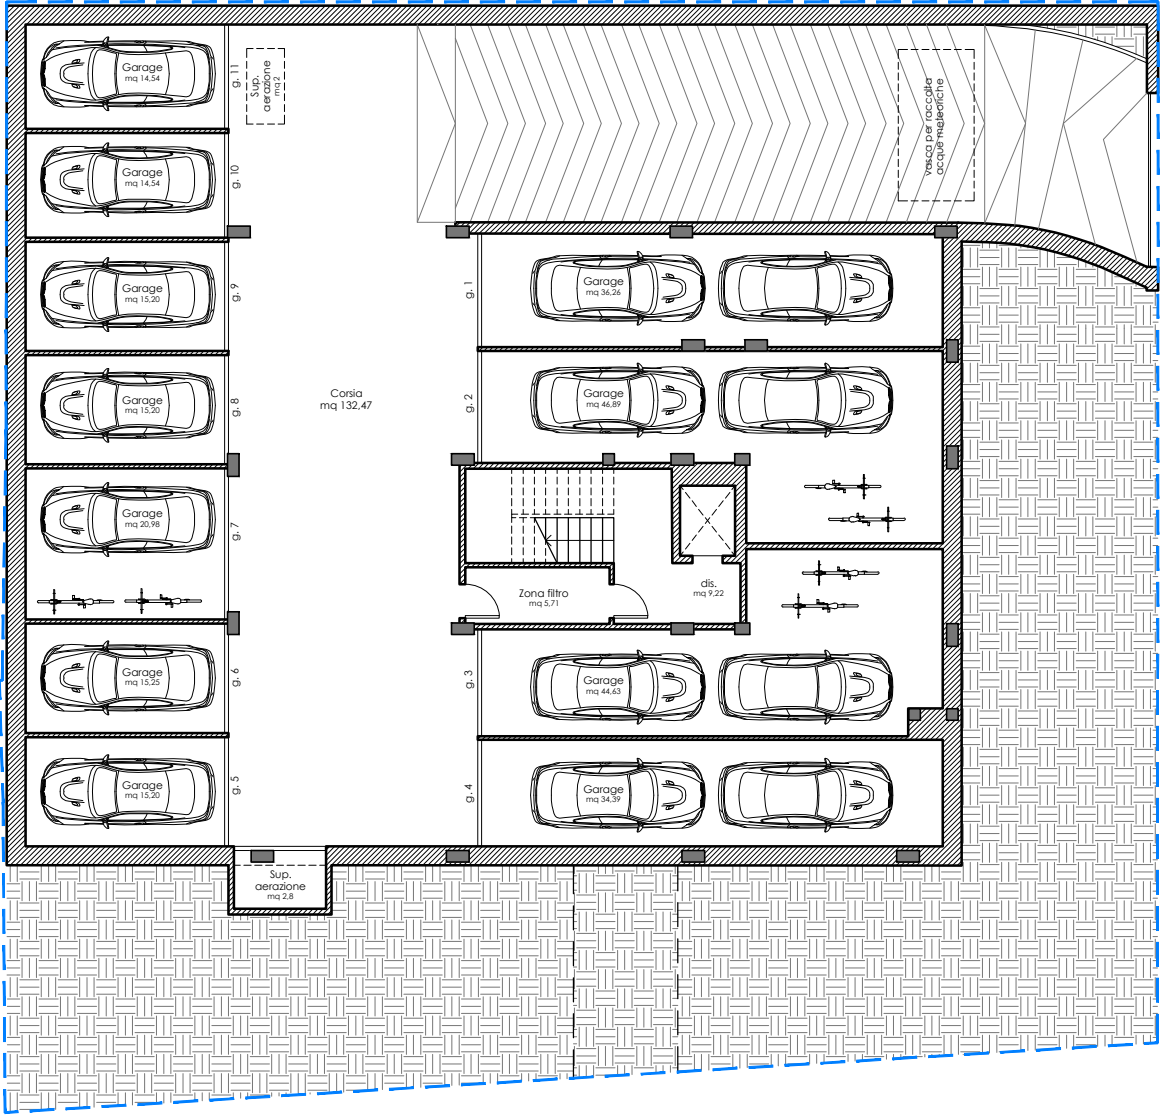 Garage
mq 14,54
g. 11
Sup.
aerazione
mq 2
vasca per raccolta
acque meteoriche
Garage
mq 14,54
g. 10
Garage
mq 15,20
g. 9
g. 1
Garage
mq 36,26
Garage
mq 15,20
g. 8
Corsia
mq 132,47
g. 2
Garage
mq 46,89
Garage
mq 20,98
g. 7
Zona filtro
mq 5,71
dis.
mq 9,22
Garage
mq 15,25
g. 6
g. 3
Garage
mq 44,63
Garage
mq 15,20
g. 5
g. 4
Garage
mq 34,39
Sup.
aerazione
mq 2,8